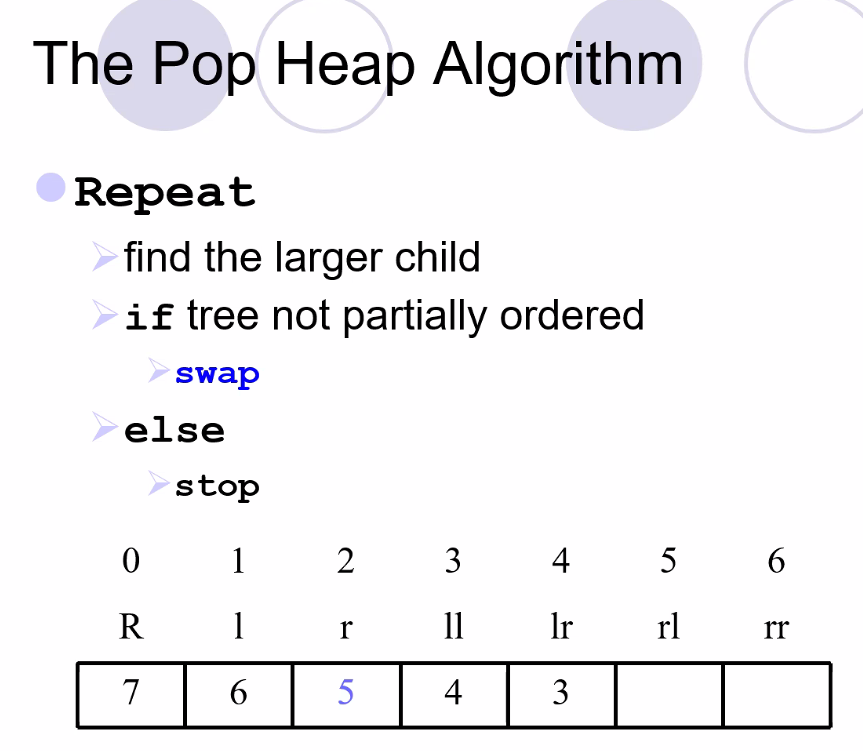 The Pop Heap Algorithm
Repeat
find the larger child
if tree not partially ordered
swap
else
stop
0 1 2 3 4 5 6
R l r ll lr rl rr
7 6 5 4 3